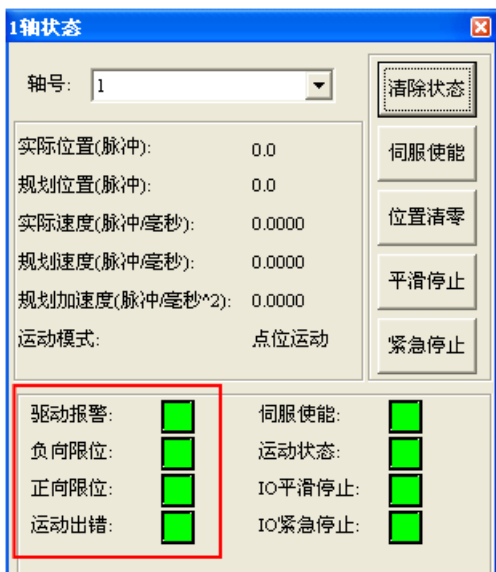 1轴状态
轴号: 1
清除状态
实际位置(脉冲): 0.0
伺服使能
规划位置(脉冲): 0.0
实际速度(脉冲/毫秒): 0.0000
位置清零
规划速度(脉冲/毫秒): 0.0000
平滑停止
规划加速度(脉冲/毫秒^2): 0.0000
运动模式: 点位运动
紧急停止
驱动报警: 伺服使能:
负向限位: 运动状态:
正向限位: IO平滑停止:
运动出错: IO紧急停止: